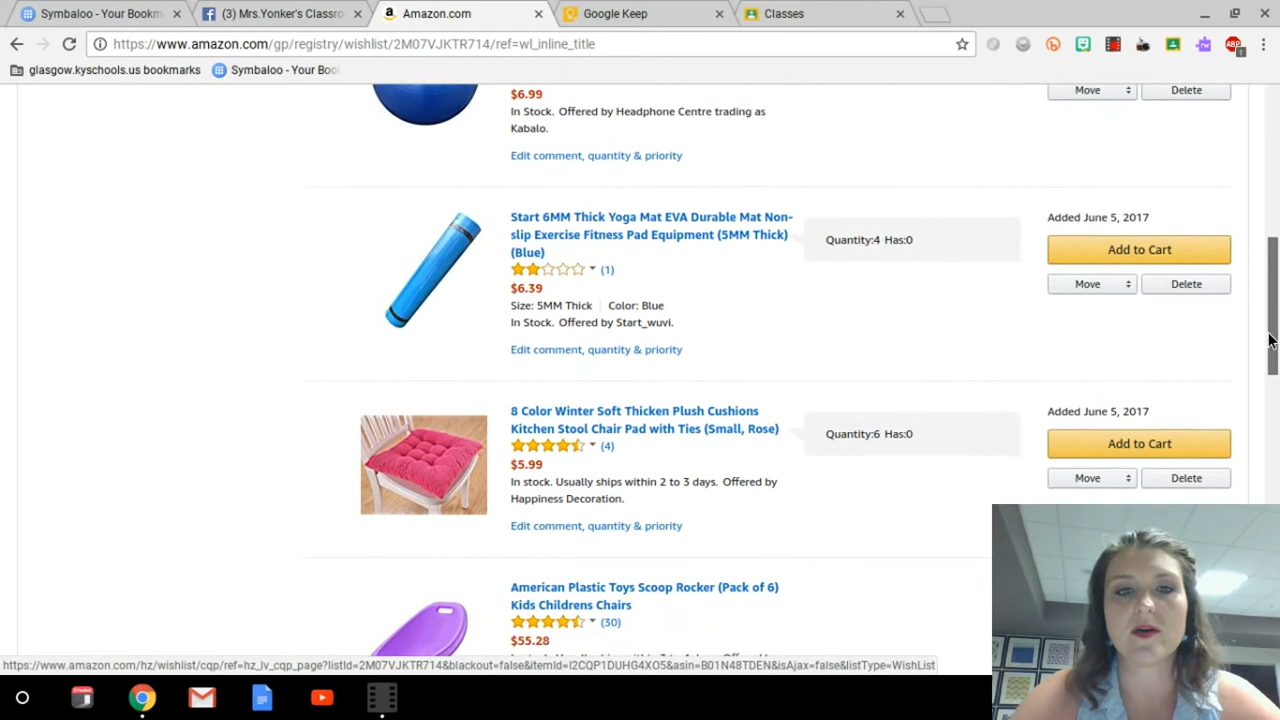 Symbaloo - Your Bookm
(3) Mrs.Yonker's Classro
Amazon.com
Google Keep
Classes
https://www.amazon.com/gp/registry/wishlist/2M07VJKTR714/ref=wl_inline_title
glasgow.kyschools.us bookmarks
Symbaloo - Your Boo
$6.99
In Stock. Offered by Headphone Centre trading as
Kabalo.
Edit comment, quantity & priority
Move
Delete
Start 6MM Thick Yoga Mat EVA Durable Mat Non-
slip Exercise Fitness Pad Equipment (5MM Thick)
(Blue)
(1)
$6.39
Size: 5MM Thick Color: Blue
In Stock. Offered by Start_wuvi.
Edit comment, quantity & priority
Quantity:4 Has:0
Added June 5, 2017
Add to Cart
Move
Delete
8 Color Winter Soft Thicken Plush Cushions
Kitchen Stool Chair Pad with Ties (Small, Rose)
(4)
$5.99
In stock. Usually ships within 2 to 3 days. Offered by
Happiness Decoration.
Edit comment, quantity & priority
Quantity:6 Has:0
Added June 5, 2017
Add to Cart
Move
Delete
American Plastic Toys Scoop Rocker (Pack of 6)
Kids Childrens Chairs
(30)
$55.28
https://www.amazon.com/hz/wishlist/cqp/ref=hz_lv_cqp_page?listId=2M07VJKTR714&blackout=false&itemId=I2CQP1DUHG4XO5&asin=B01N48TDEN&isAjax=false&listType=WishList